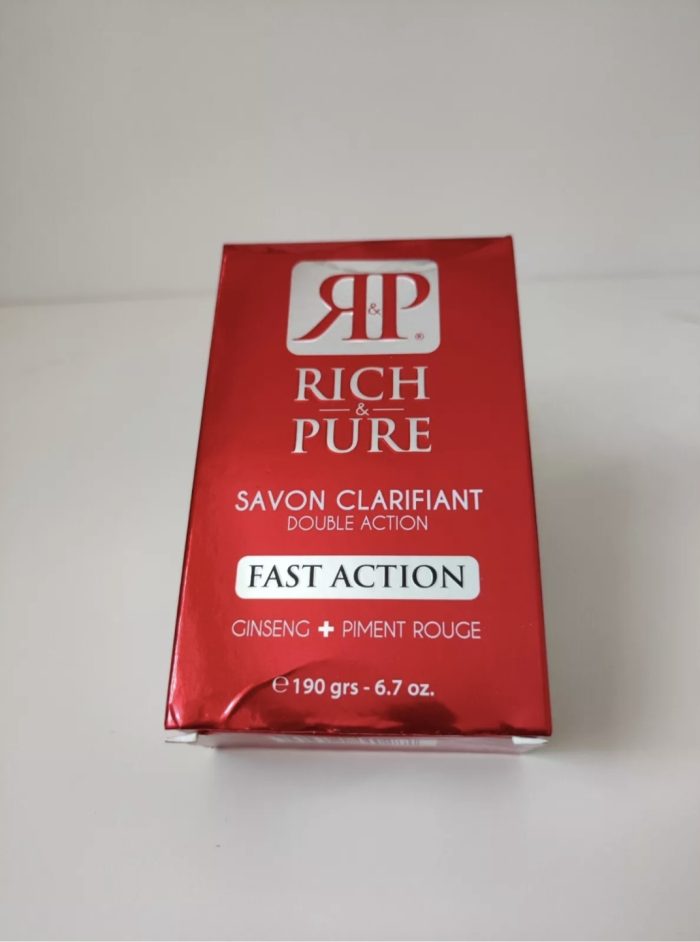 R&P®
RICH
&
PURE
SAVON CLARIFIANT
DOUBLE ACTION
FAST ACTION
GINSENG + PIMENT ROUGE
℮ 190 grs - 6.7 oz.